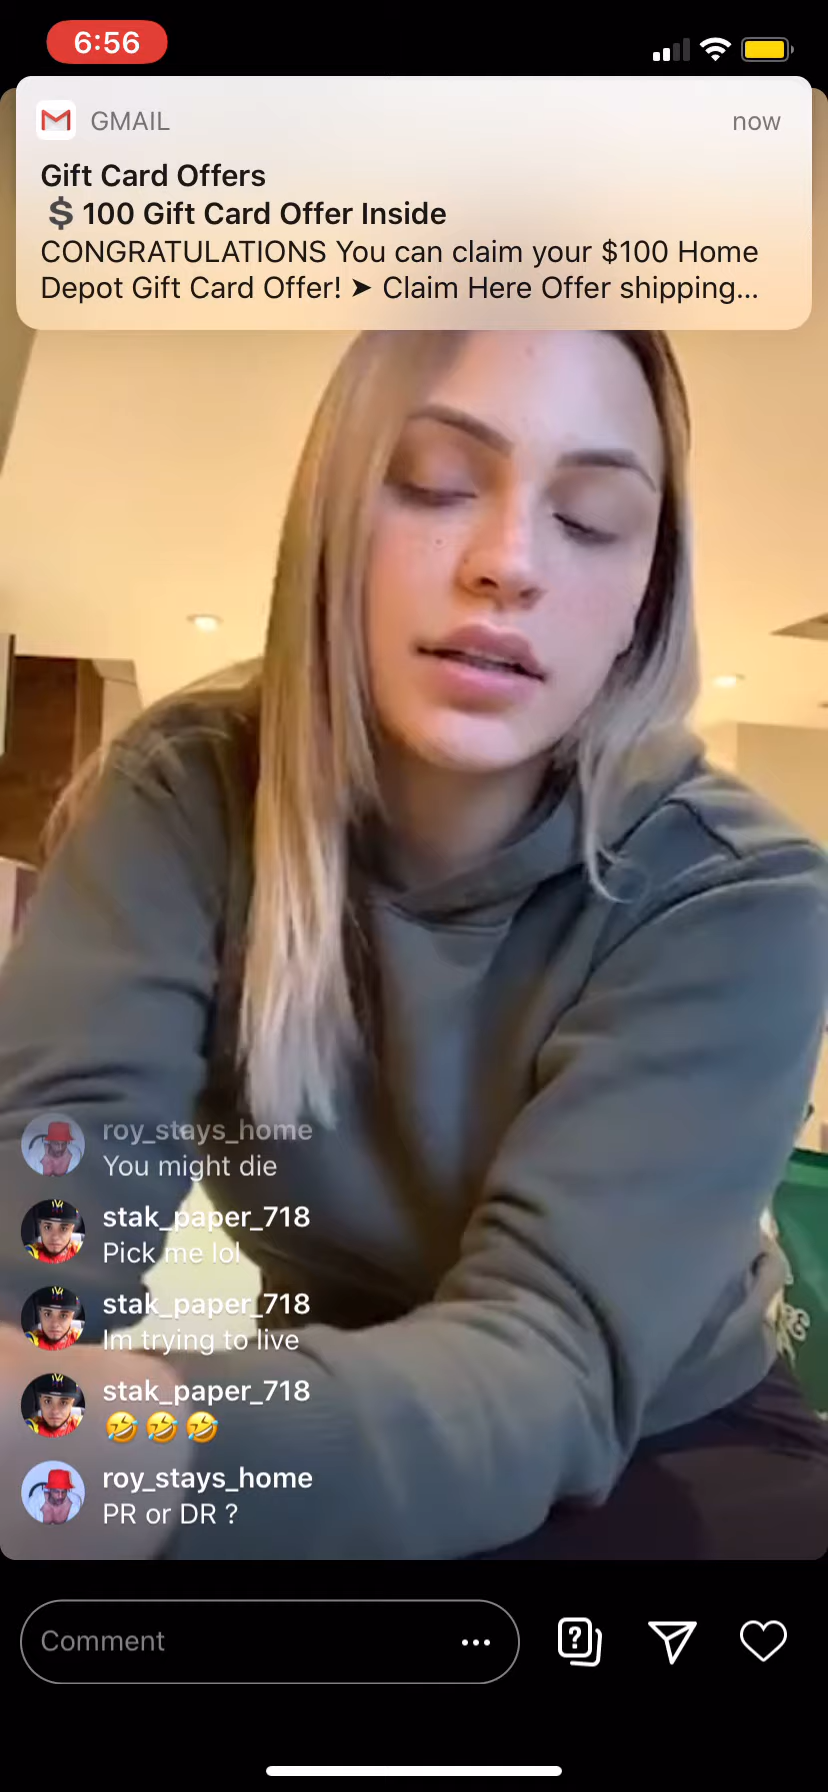 6:56
GMAIL
now
Gift Card Offers
💲100 Gift Card Offer Inside
CONGRATULATIONS You can claim your $100 Home
Depot Gift Card Offer! ➤ Claim Here Offer shipping...
roy_stays_home
You might die
stak_paper_718
Pick me lol
stak_paper_718
Im trying to live
stak_paper_718
🤣🤣🤣
roy_stays_home
PR or DR ?
Comment